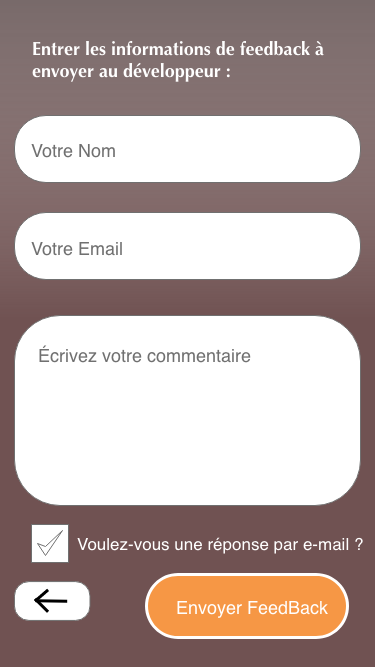 Entrer les informations de feedback à
envoyer au développeur :
Votre Nom
Votre Email
Écrivez votre commentaire
Voulez-vous une réponse par e-mail ?
Envoyer FeedBack